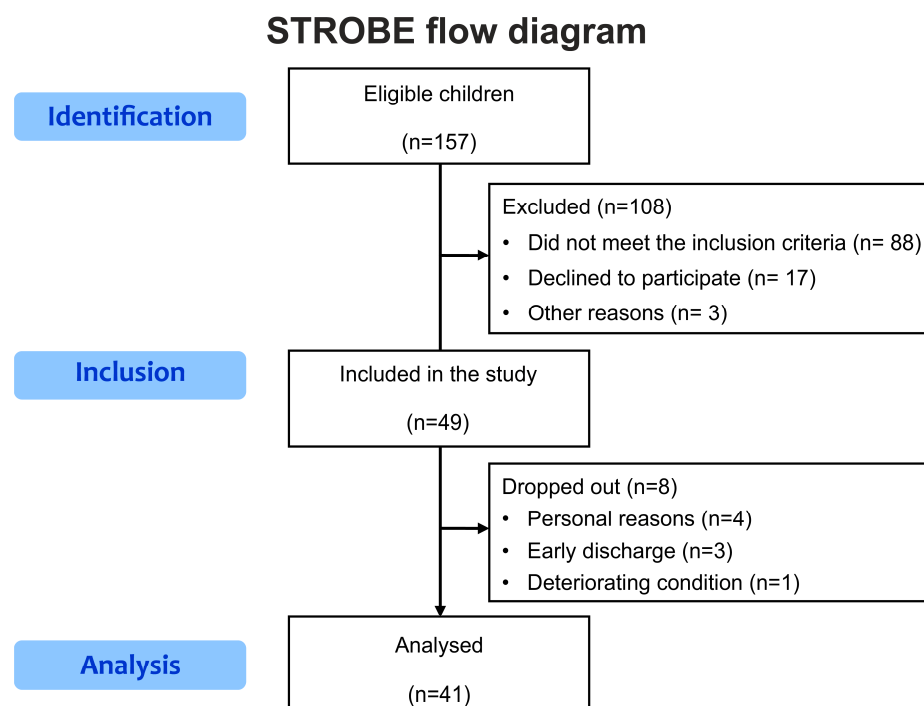 STROBE flow diagram
Identification
Eligible children
(n=157)
Excluded (n=108)
• Did not meet the inclusion criteria (n= 88)
• Declined to participate (n= 17)
• Other reasons (n= 3)
Inclusion
Included in the study
(n=49)
Dropped out (n=8)
• Personal reasons (n=4)
• Early discharge (n=3)
• Deteriorating condition (n=1)
Analysis
Analysed
(n=41)